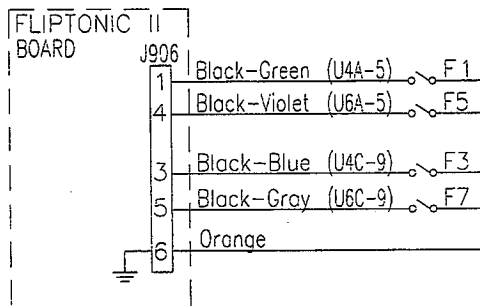 FLIPTONIC II
BOARD
J906
1 Black-Green (U4A-5) F1
4 Black-Violet (U6A-5) F5
3 Black-Blue (U4C-9) F3
5 Black-Gray (U6C-9) F7
6 Orange